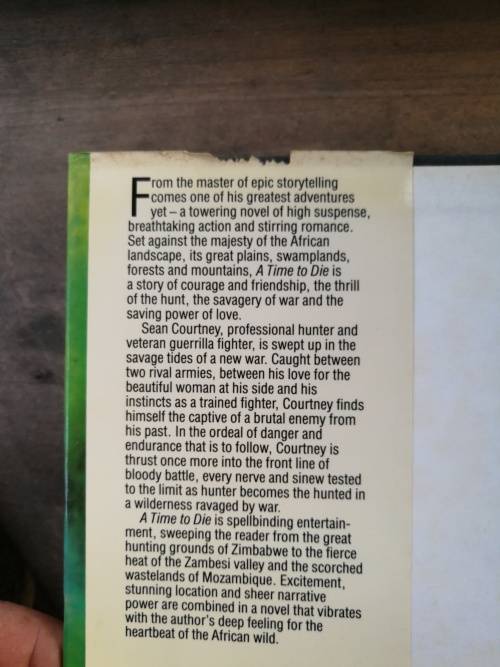 From the master of epic storytelling
comes one of his greatest adventures
yet – a towering novel of high suspense,
breathtaking action and stirring romance.
Set against the majesty of the African
landscape, its great plains, swamplands,
forests and mountains, A Time to Die is
a story of courage and friendship, the thrill
of the hunt, the savagery of war and the
saving power of love.
Sean Courtney, professional hunter and
veteran guerrilla fighter, is swept up in the
savage tides of a new war. Caught between
two rival armies, between his love for the
beautiful woman at his side and his
instincts as a trained fighter, Courtney finds
himself the captive of a brutal enemy from
his past. In the ordeal of danger and
endurance that is to follow, Courtney is
thrust once more into the front line of
bloody battle, every nerve and sinew tested
to the limit as hunter becomes the hunted in
a wilderness ravaged by war.
A Time to Die is spellbinding entertain-
ment, sweeping the reader from the great
hunting grounds of Zimbabwe to the fierce
heat of the Zambesi valley and the scorched
wastelands of Mozambique. Excitement,
stunning location and sheer narrative
power are combined in a novel that vibrates
with the author's deep feeling for the
heartbeat of the African wild.